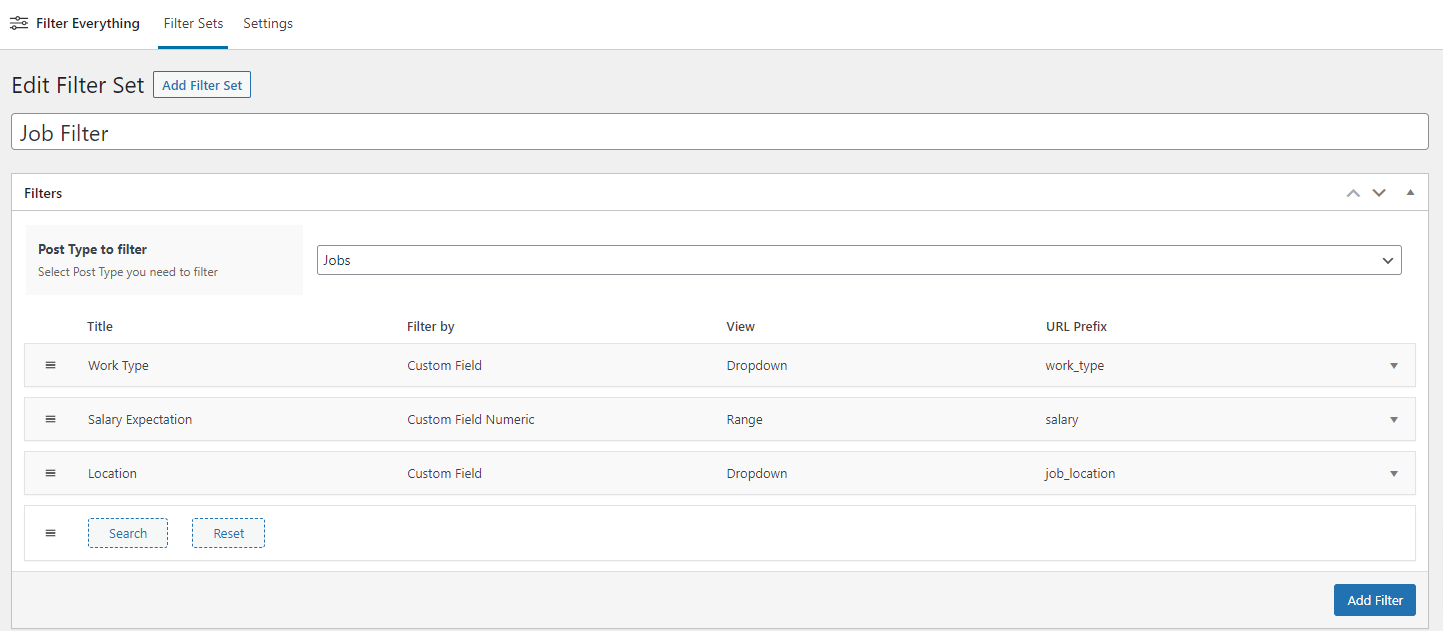 Filter Everything Filter Sets Settings
Edit Filter Set Add Filter Set
Job Filter
Filters
Post Type to filter
Select Post Type you need to filter
Jobs
Title Filter by View URL Prefix
Work Type Custom Field Dropdown work_type
Salary Expectation Custom Field Numeric Range salary
Location Custom Field Dropdown job_location
Search Reset
Add Filter